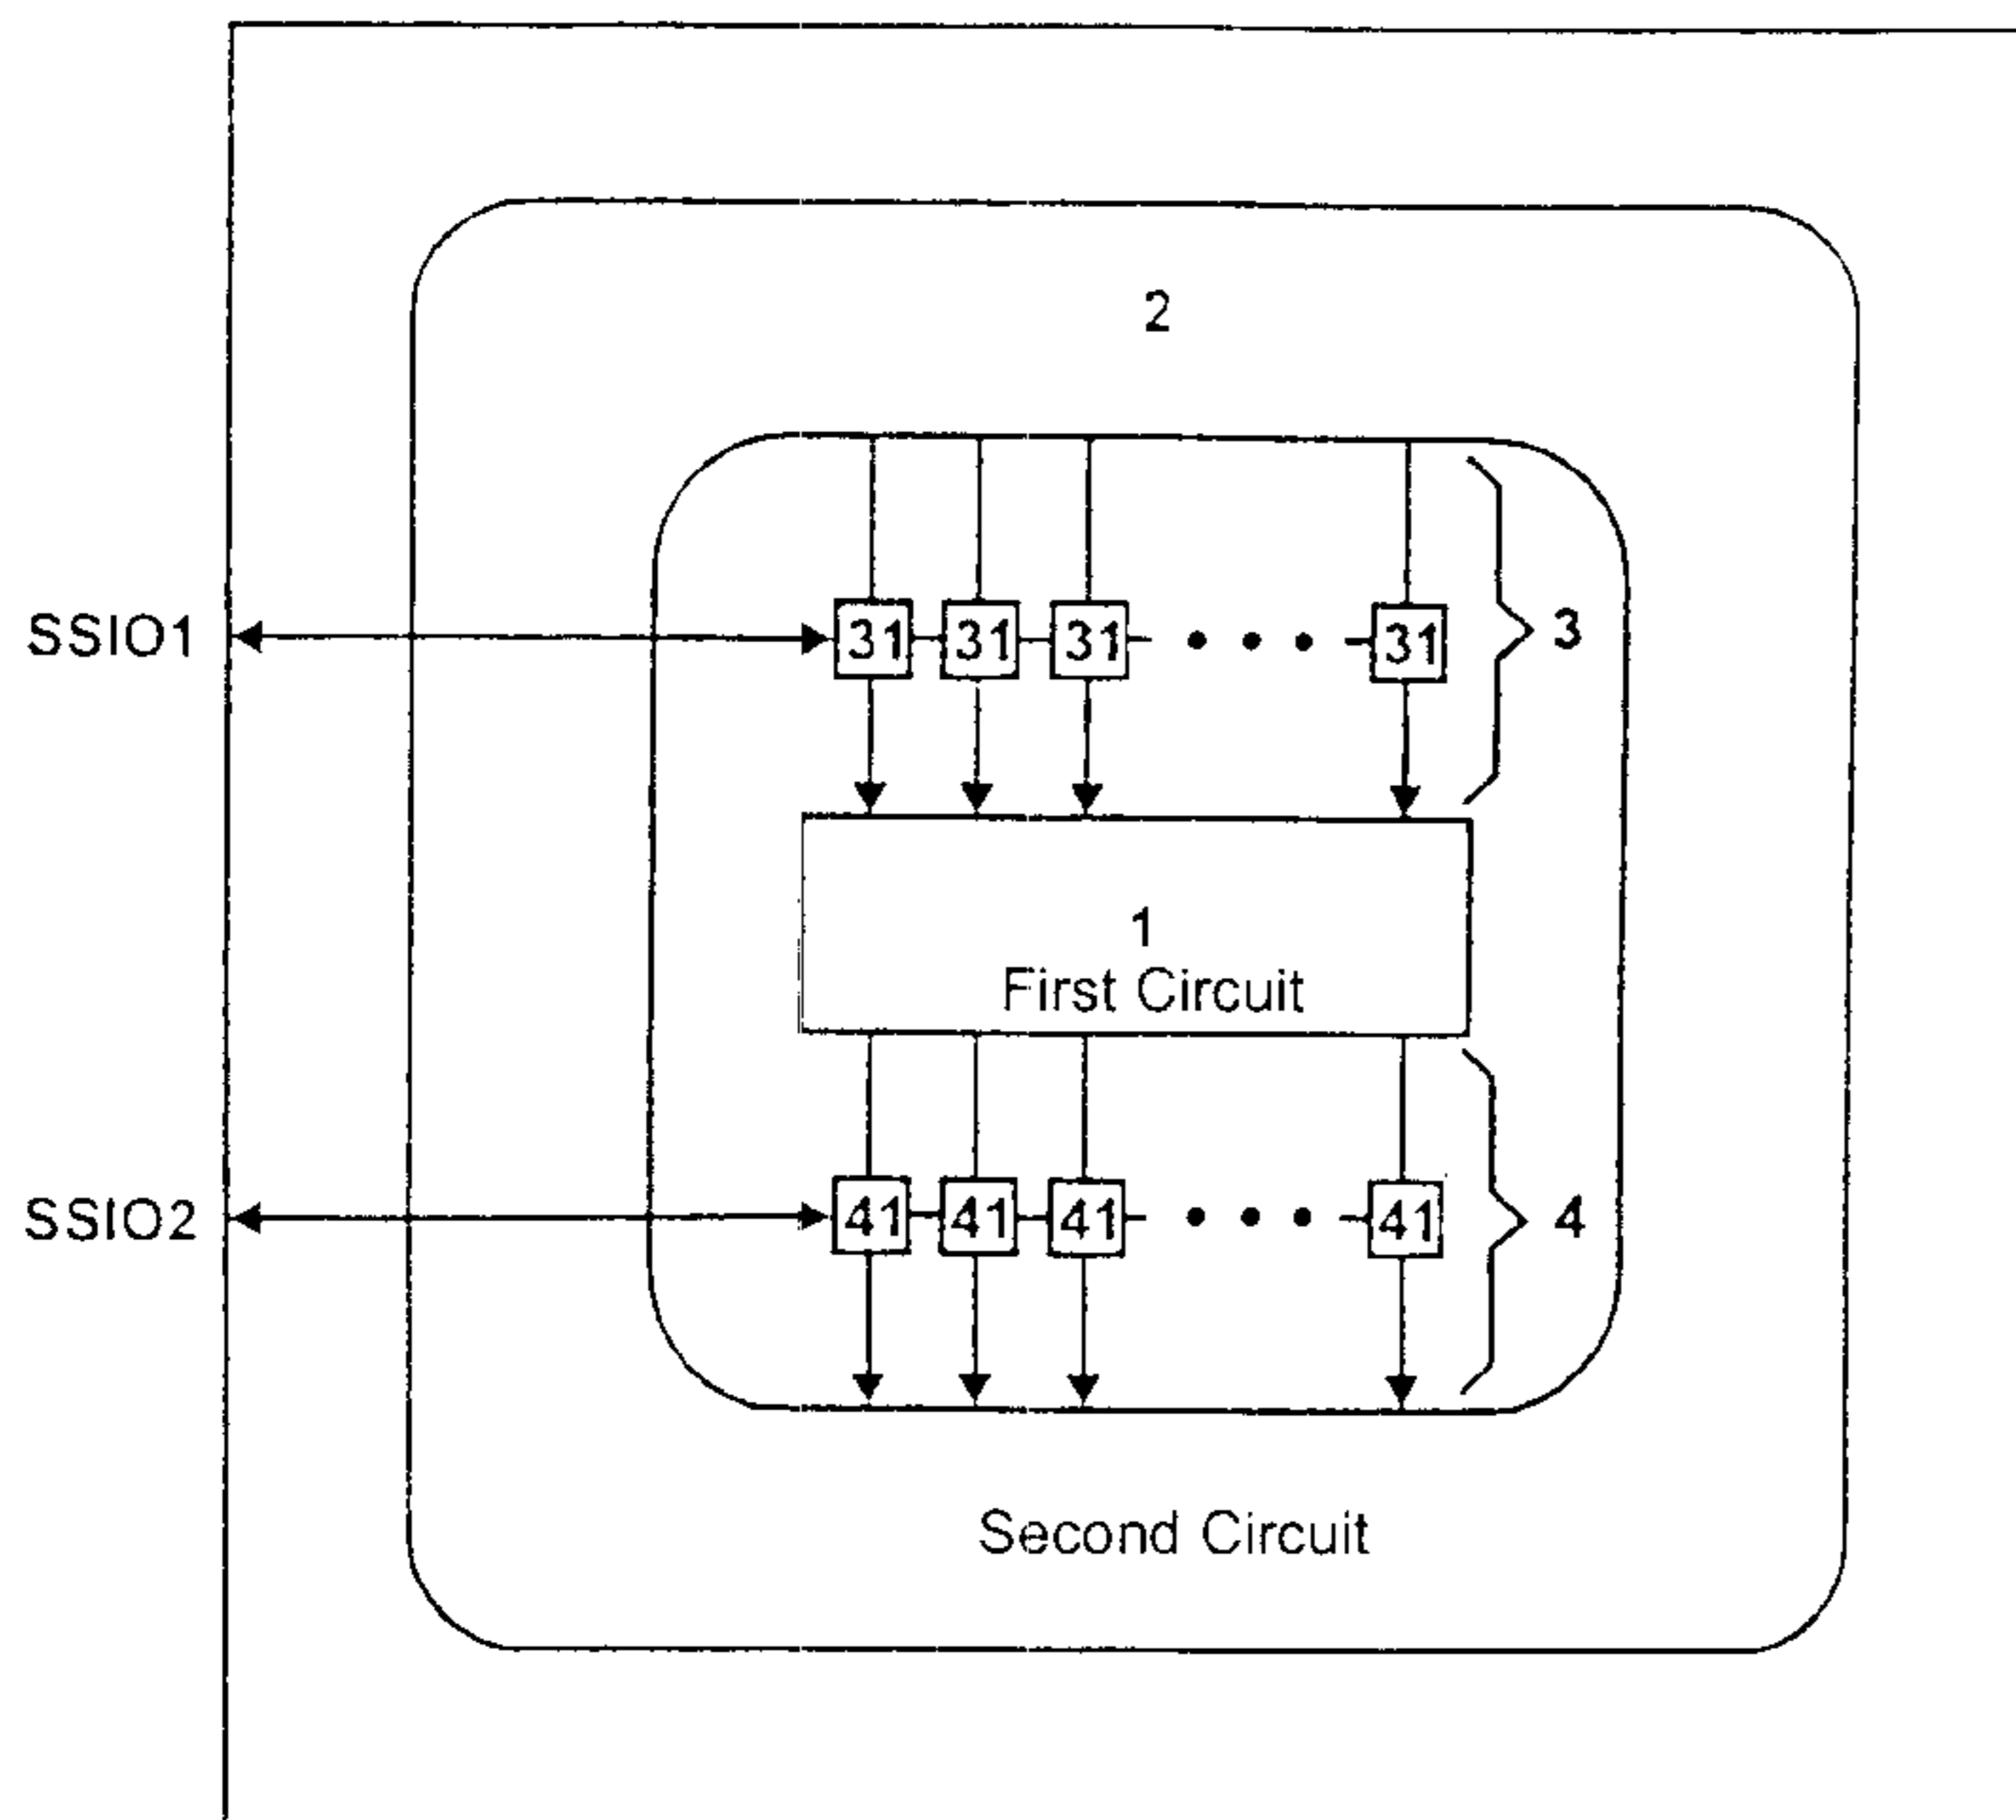 2
SSIO1
31 31 31 • • • 31
3
1
First Circuit
SSIO2
41 41 41 • • • 41
4
Second Circuit